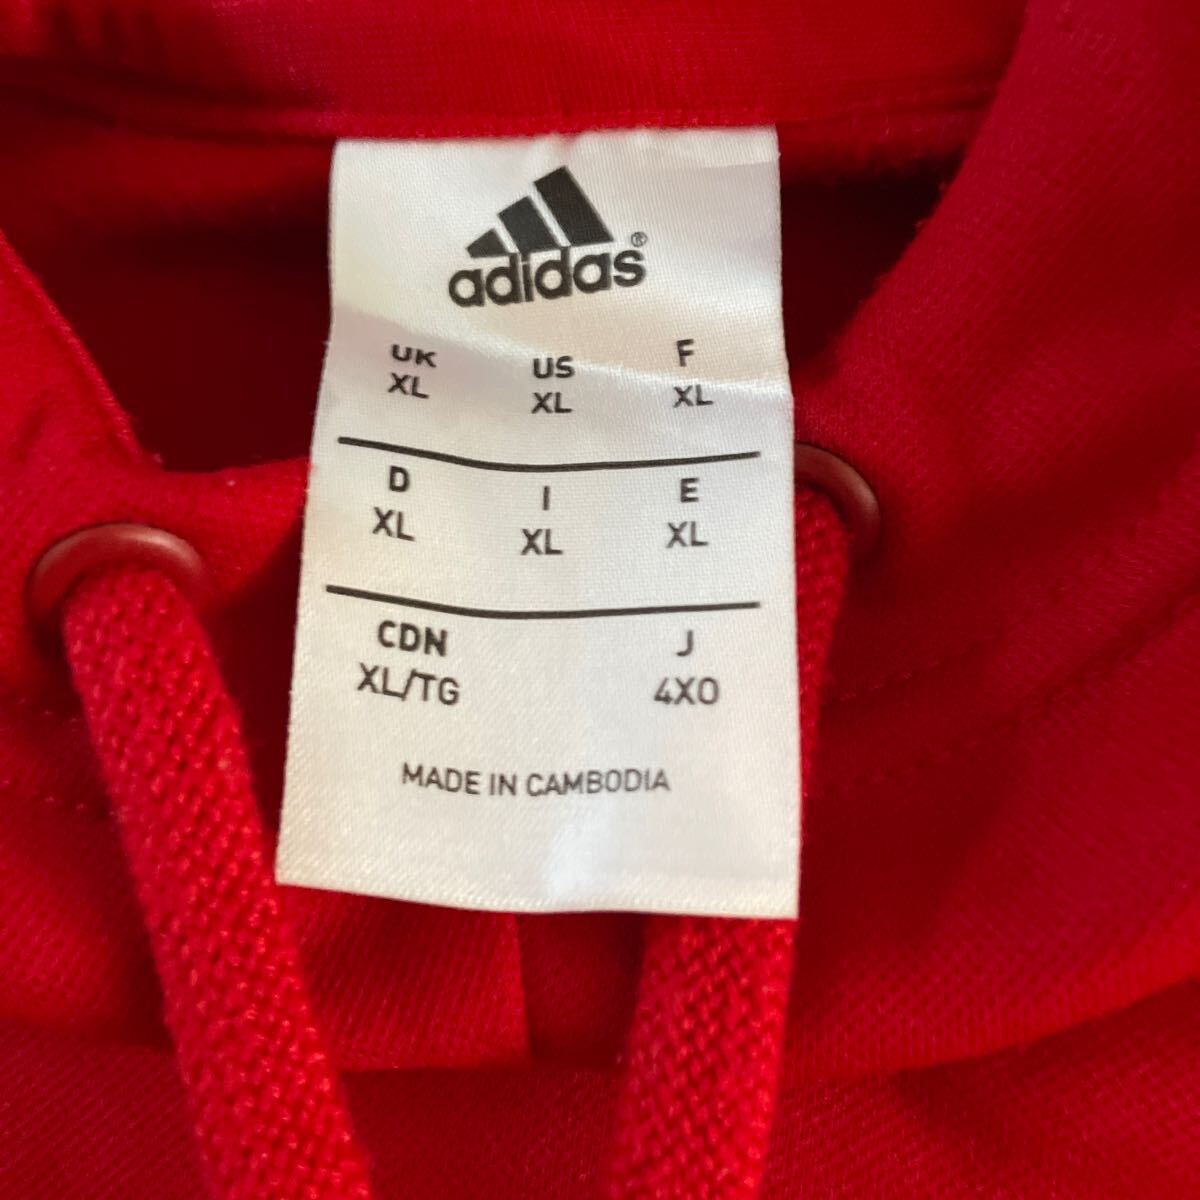 adidas®
UK US F
XL XL XL
D I E
XL XL XL
CDN J
XL/TG 4XO
MADE IN CAMBODIA